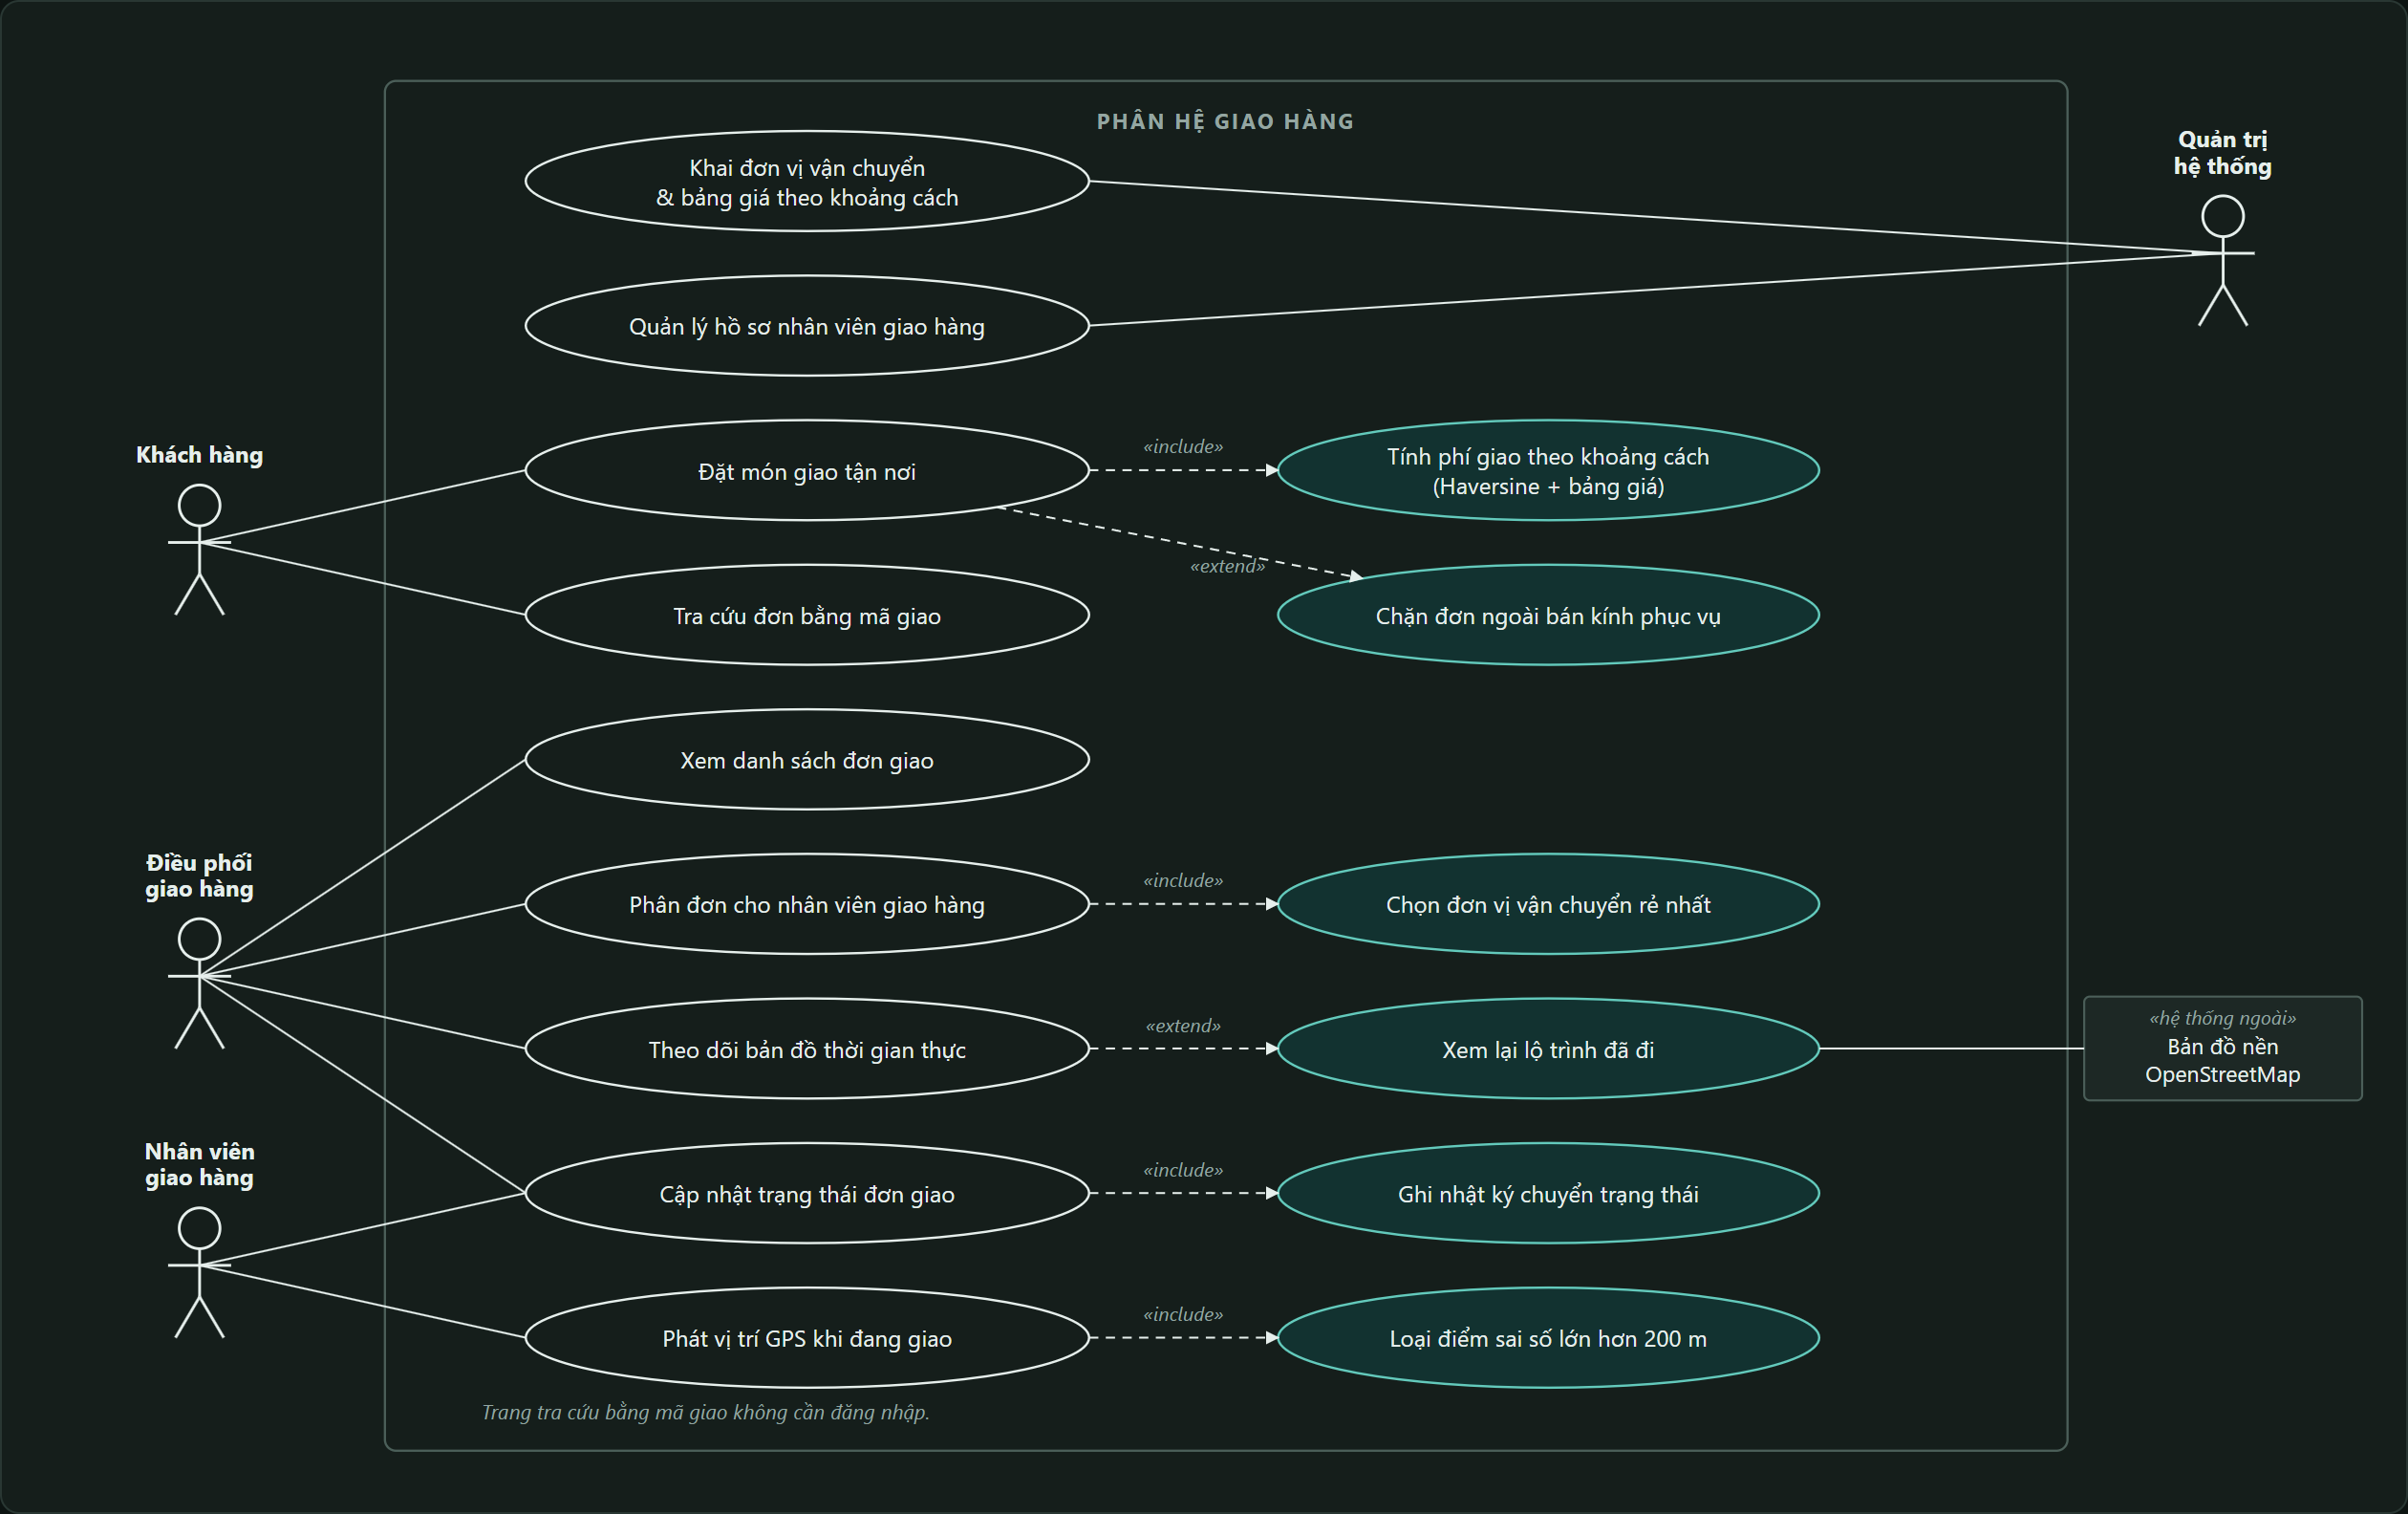 PHÂN HỆ GIAO HÀNG
Quản trị
hệ thống
Khai đơn vị vận chuyển
& bảng giá theo khoảng cách
Quản lý hồ sơ nhân viên giao hàng
Khách hàng
Đặt món giao tận nơi
«include»
Tính phí giao theo khoảng cách
(Haversine + bảng giá)
«extend»
Tra cứu đơn bằng mã giao
Chặn đơn ngoài bán kính phục vụ
Xem danh sách đơn giao
Điều phối
giao hàng
Phân đơn cho nhân viên giao hàng
«include»
Chọn đơn vị vận chuyển rẻ nhất
Theo dõi bản đồ thời gian thực
«extend»
Xem lại lộ trình đã đi
«hệ thống ngoài»
Bản đồ nền
OpenStreetMap
Nhân viên
giao hàng
Cập nhật trạng thái đơn giao
«include»
Ghi nhật ký chuyển trạng thái
Phát vị trí GPS khi đang giao
«include»
Loại điểm sai số lớn hơn 200 m
Trang tra cứu bằng mã giao không cần đăng nhập.